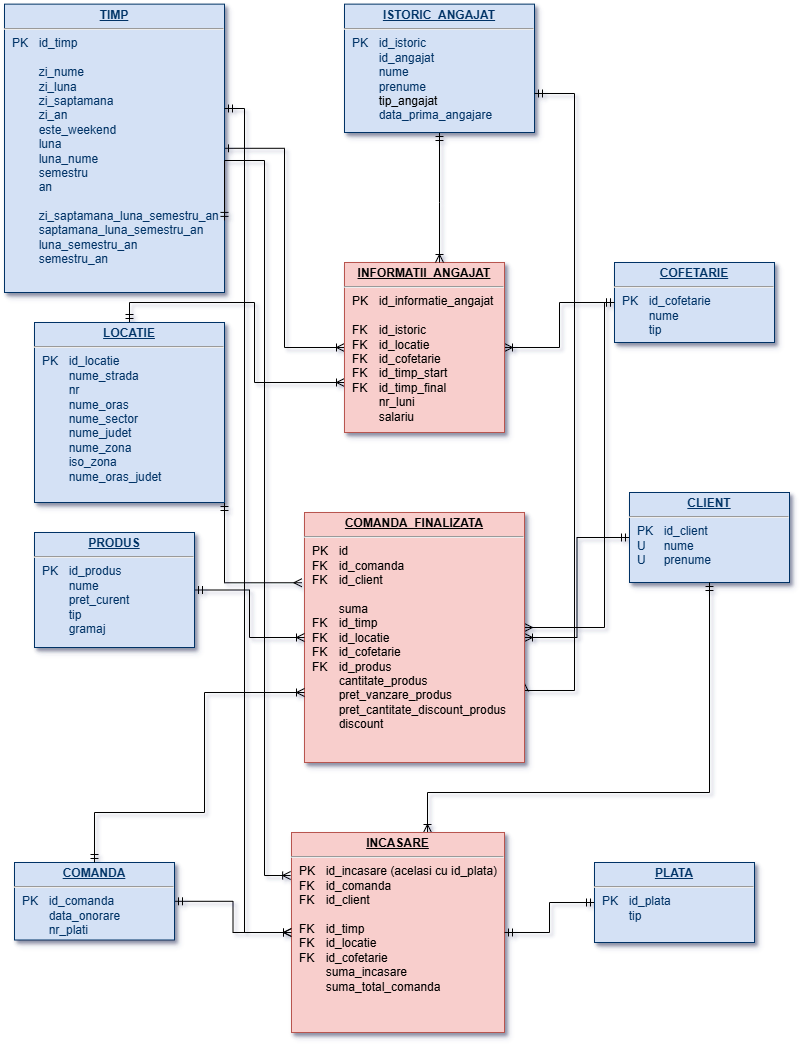 TIMP
PK id_timp
zi_nume
zi_luna
zi_saptamana
zi_an
este_weekend
luna
luna_nume
semestru
an
zi_saptamana_luna_semestru_an
saptamana_luna_semestru_an
luna_semestru_an
semestru_an
ISTORIC_ANGAJAT
PK id_istoric
id_angajat
nume
prenume
tip_angajat
data_prima_angajare
INFORMATII_ANGAJAT
PK id_informatie_angajat
FK id_istoric
FK id_locatie
FK id_cofetarie
FK id_timp_start
FK id_timp_final
nr_luni
salariu
COFETARIE
PK id_cofetarie
nume
tip
LOCATIE
PK id_locatie
nume_strada
nr
nume_oras
nume_sector
nume_judet
nume_zona
iso_zona
nume_oras_judet
PRODUS
PK id_produs
nume
pret_curent
tip
gramaj
COMANDA_FINALIZATA
PK id
FK id_comanda
FK id_client
suma
FK id_timp
FK id_locatie
FK id_cofetarie
FK id_produs
cantitate_produs
pret_vanzare_produs
pret_cantitate_discount_produs
discount
CLIENT
PK id_client
U nume
U prenume
COMANDA
PK id_comanda
data_onorare
nr_plati
INCASARE
PK id_incasare (acelasi cu id_plata)
FK id_comanda
FK id_client
FK id_timp
FK id_locatie
FK id_cofetarie
suma_incasare
suma_total_comanda
PLATA
PK id_plata
tip